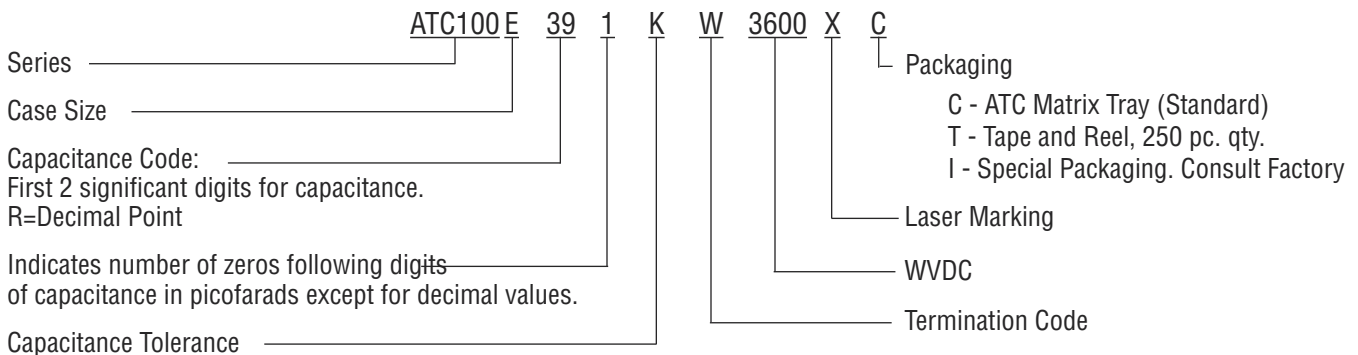 ATC100 E 39 1 K W 3600 X C
Series
Case Size
Capacitance Code:
First 2 significant digits for capacitance.
R=Decimal Point
Indicates number of zeros following digits
of capacitance in picofarads except for decimal values.
Capacitance Tolerance
Packaging
C - ATC Matrix Tray (Standard)
T - Tape and Reel, 250 pc. qty.
I - Special Packaging. Consult Factory
Laser Marking
WVDC
Termination Code